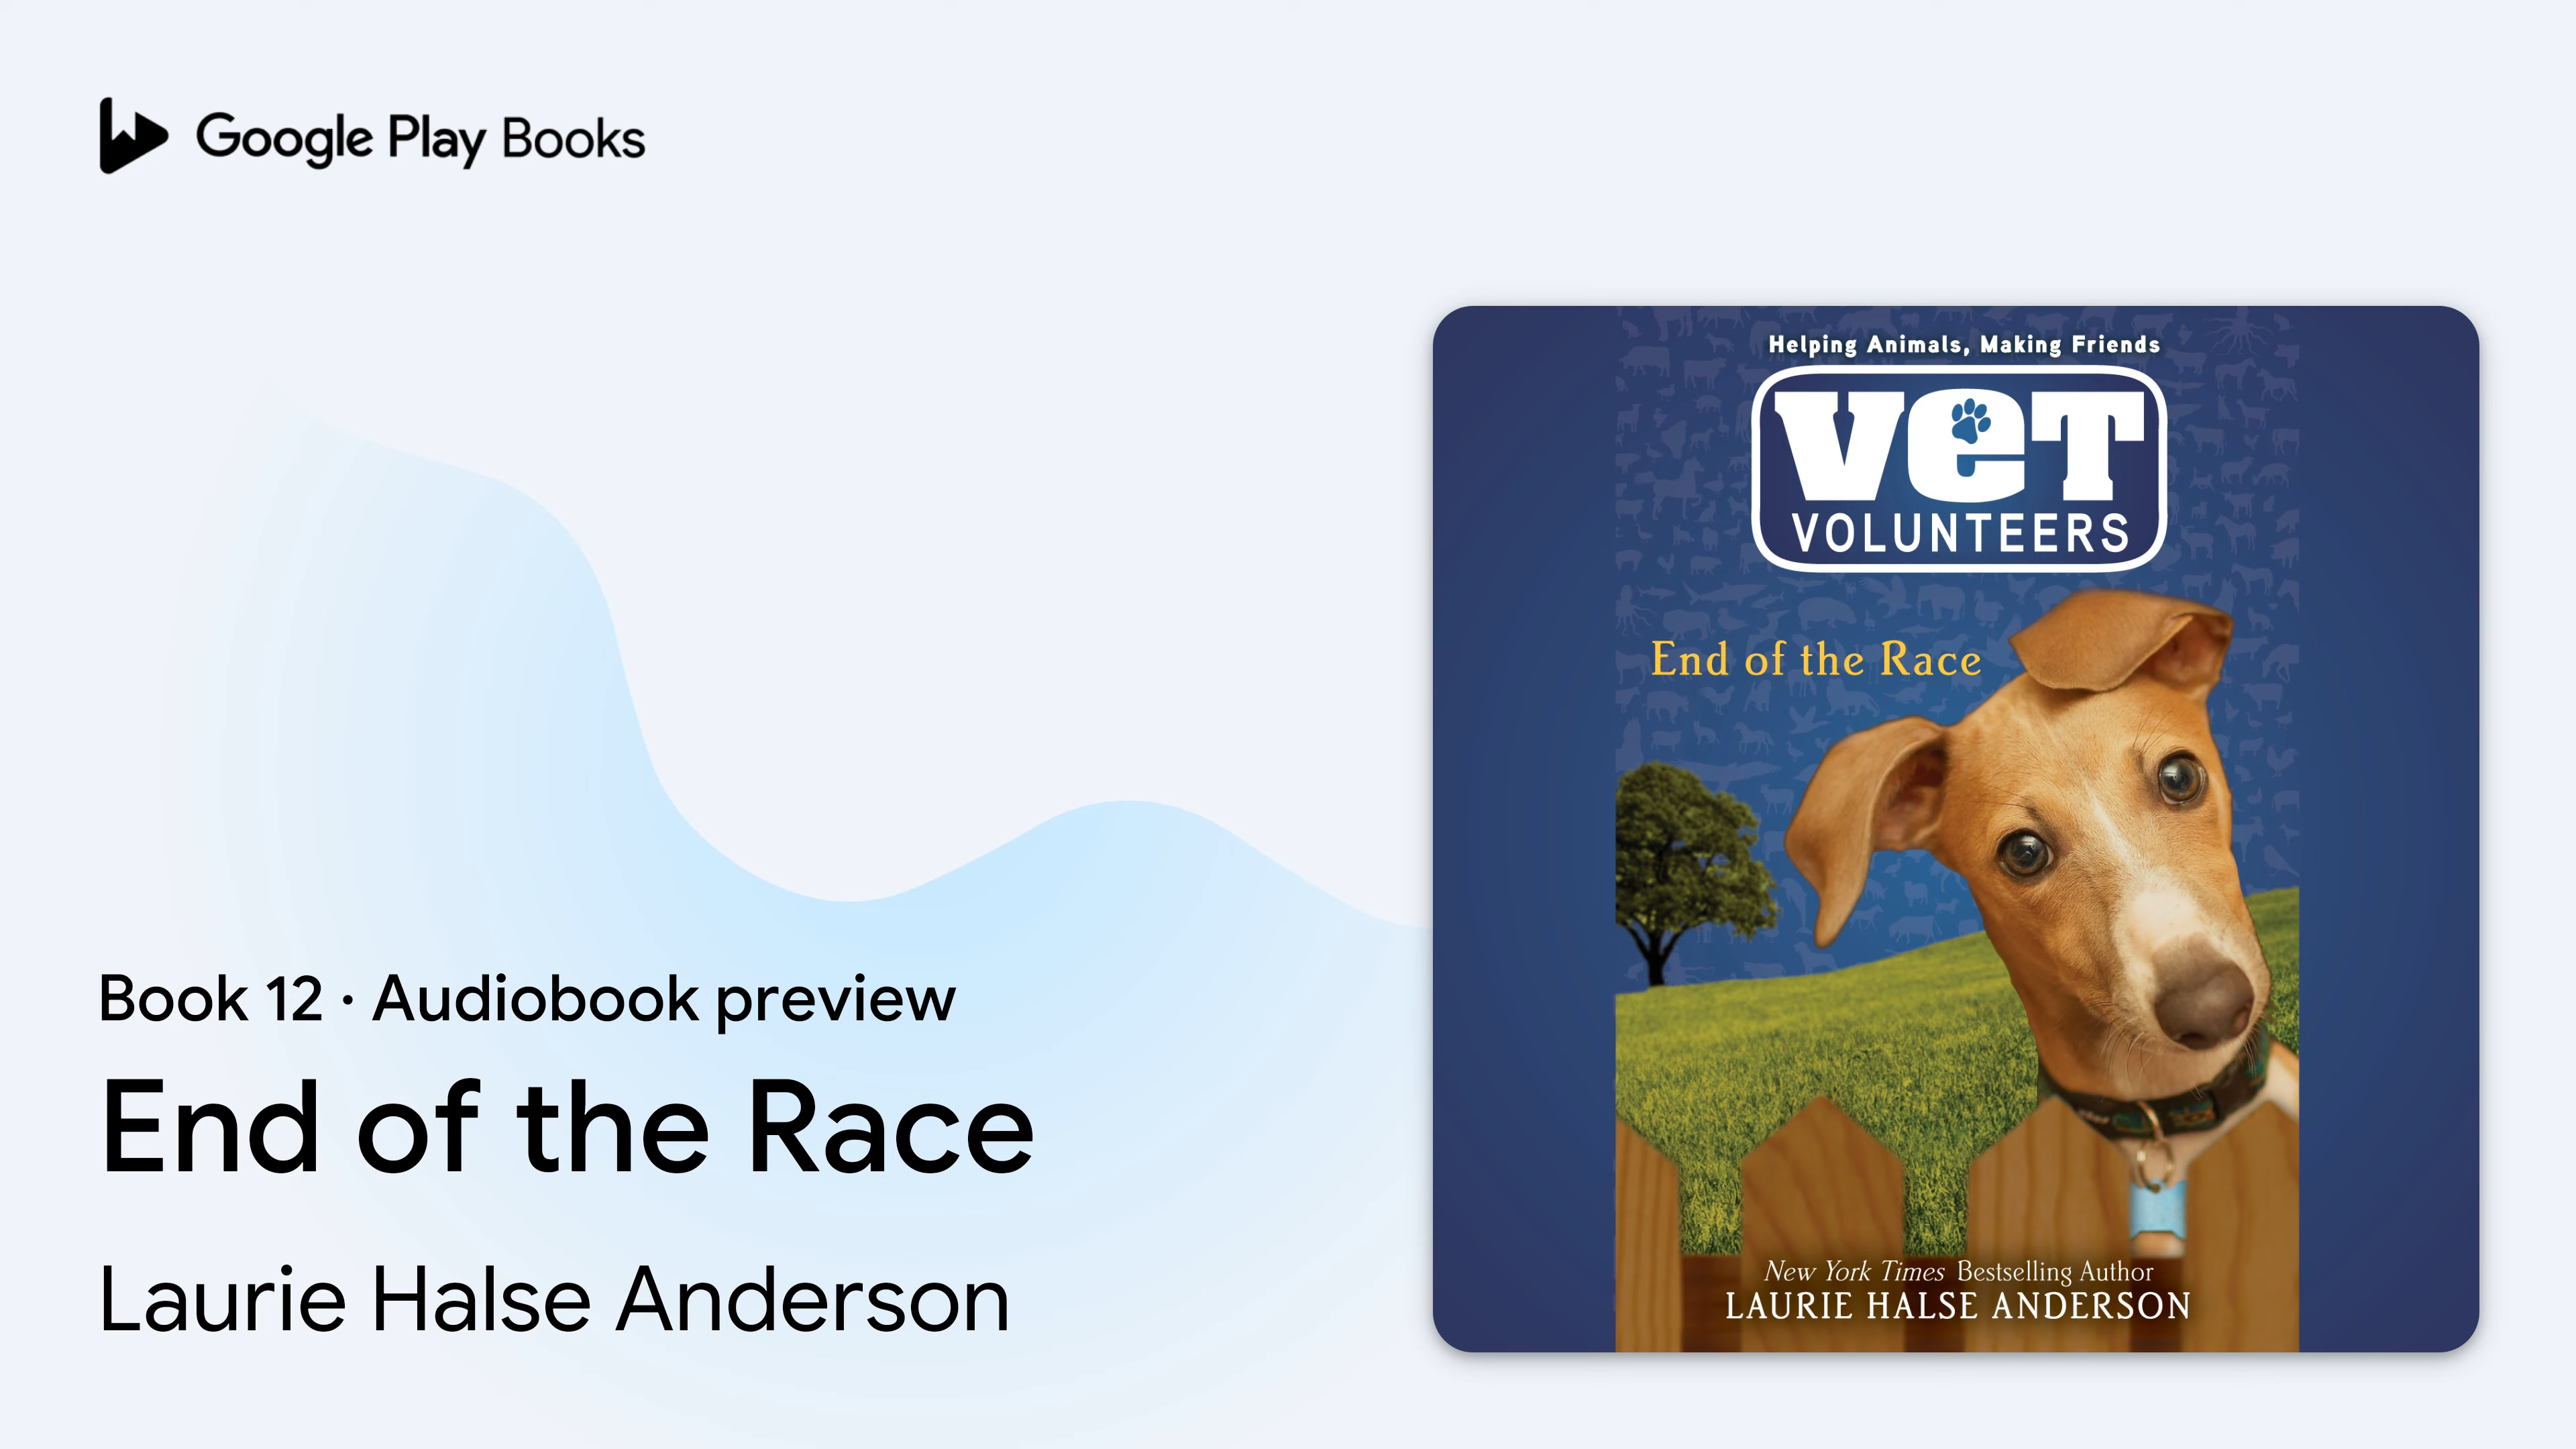 Google Play Books
Book 12 · Audiobook preview
End of the Race
Laurie Halse Anderson
Helping Animals, Making Friends
VeT
VOLUNTEERS
End of the Race
New York Times Bestselling Author
LAURIE HALSE ANDERSON